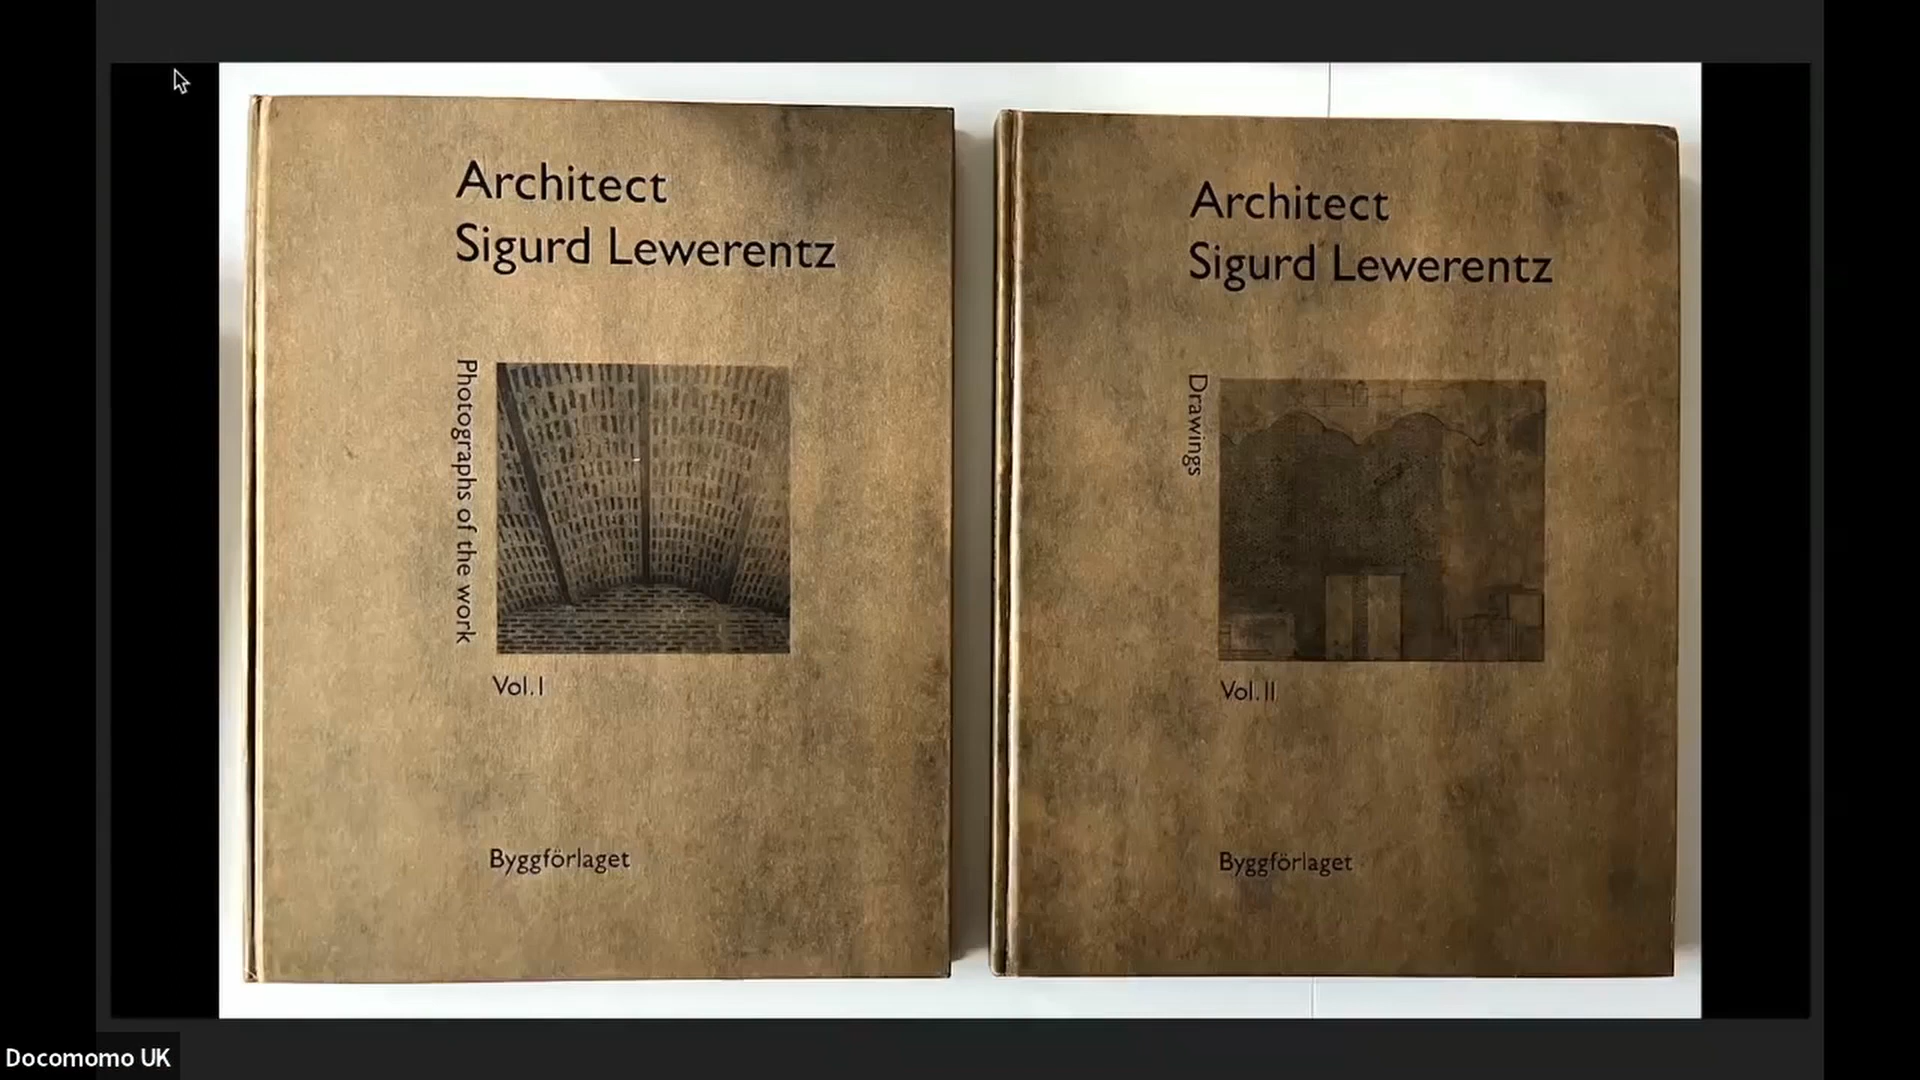 Architect
Sigurd Lewerentz
Photographs of the work
Vol. I
Byggförlaget
Architect
Sigurd Lewerentz
Drawings
Vol. II
Byggförlaget
Docomomo UK